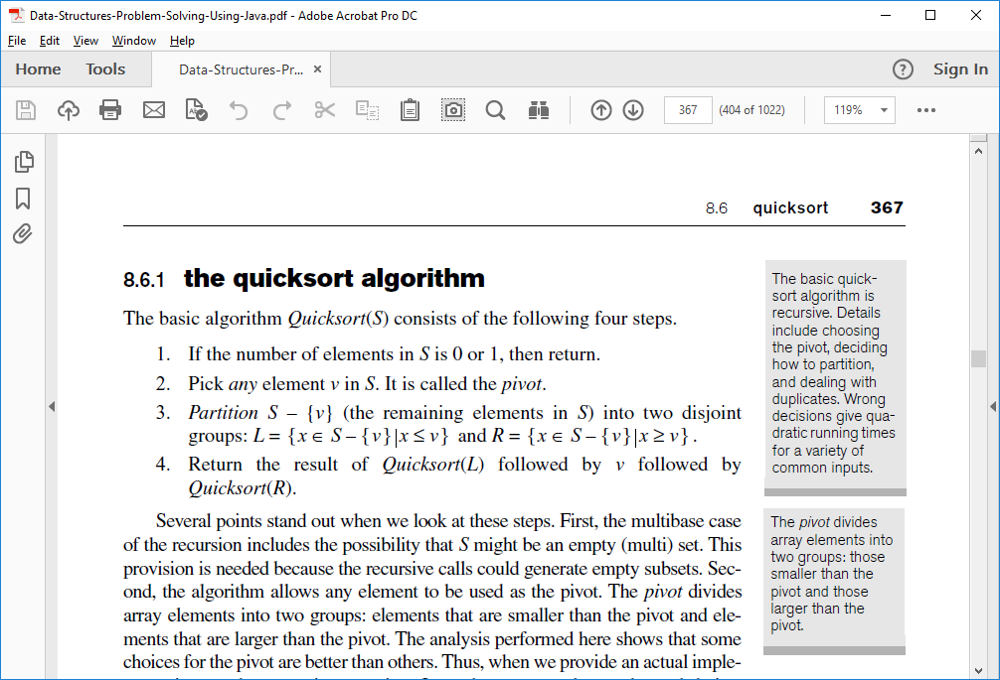 Data-Structures-Problem-Solving-Using-Java.pdf - Adobe Acrobat Pro DC
File Edit View Window Help
Home Tools Data-Structures-Pr... × ? Sign In
367 (404 of 1022) 119%
8.6 quicksort 367
8.6.1 the quicksort algorithm
The basic algorithm Quicksort(S) consists of the following four steps.
1. If the number of elements in S is 0 or 1, then return.
2. Pick any element v in S. It is called the pivot.
3. Partition S – {v} (the remaining elements in S) into two disjoint
groups: L = {x ∈ S – {v}|x ≤ v} and R = {x ∈ S – {v}|x ≥ v}.
4. Return the result of Quicksort(L) followed by v followed by
Quicksort(R).
Several points stand out when we look at these steps. First, the multibase case
of the recursion includes the possibility that S might be an empty (multi) set. This
provision is needed because the recursive calls could generate empty subsets. Sec-
ond, the algorithm allows any element to be used as the pivot. The pivot divides
array elements into two groups: elements that are smaller than the pivot and ele-
ments that are larger than the pivot. The analysis performed here shows that some
choices for the pivot are better than others. Thus, when we provide an actual imple-
The basic quick-
sort algorithm is
recursive. Details
include choosing
the pivot, deciding
how to partition,
and dealing with
duplicates. Wrong
decisions give qua-
dratic running times
for a variety of
common inputs.
The pivot divides
array elements into
two groups: those
smaller than the
pivot and those
larger than the
pivot.